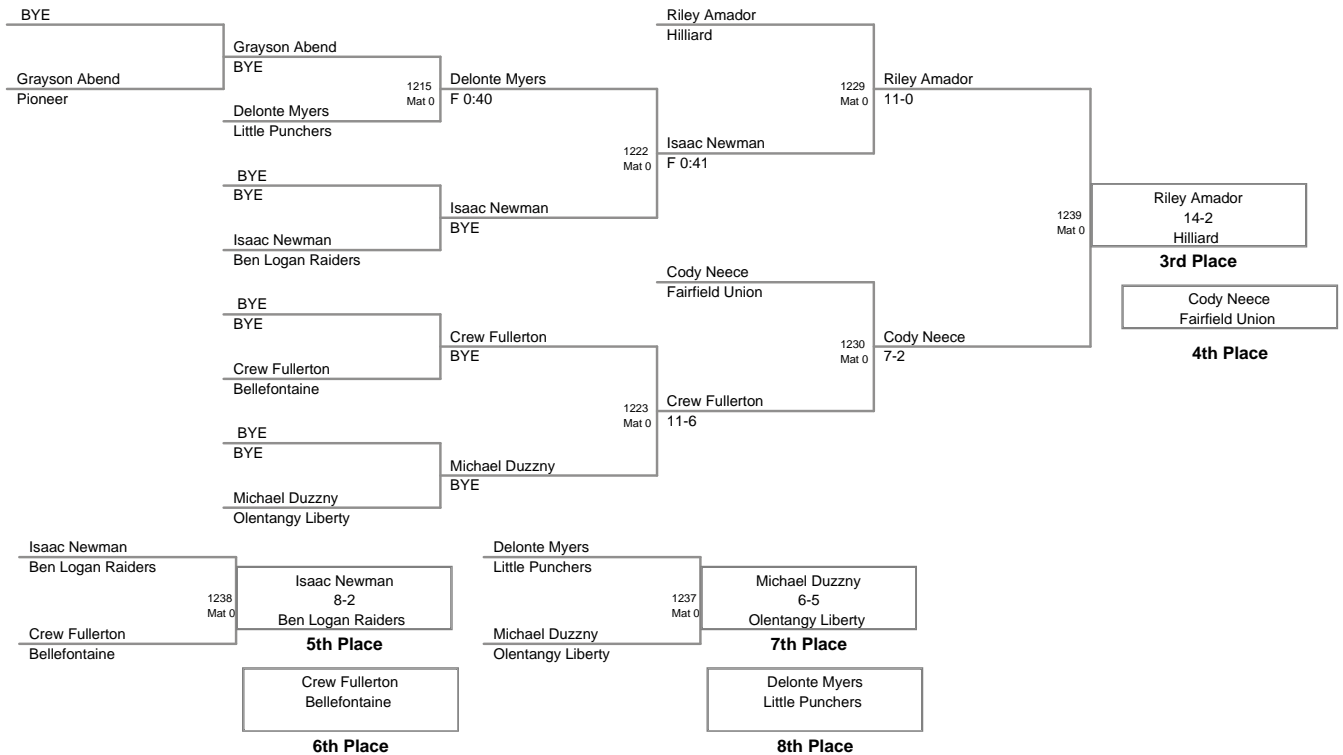 BYE
Grayson Abend
Pioneer
Grayson Abend
BYE
Delonte Myers
Little Punchers
1215
Mat 0
BYE
BYE
Isaac Newman
Ben Logan Raiders
BYE
BYE
Crew Fullerton
Bellefontaine
BYE
BYE
Michael Duzzny
Olentangy Liberty
Delonte Myers
F 0:40
Isaac Newman
BYE
1222
Mat 0
Crew Fullerton
BYE
Michael Duzzny
BYE
1223
Mat 0
Riley Amador
Hilliard
Isaac Newman
F 0:41
1229
Mat 0
Cody Neece
Fairfield Union
Crew Fullerton
11-6
1230
Mat 0
Riley Amador
11-0
Cody Neece
7-2
1239
Mat 0
Riley Amador
14-2
Hilliard
3rd Place
Cody Neece
Fairfield Union
4th Place
Isaac Newman
Ben Logan Raiders
1238
Mat 0
Crew Fullerton
Bellefontaine
Isaac Newman
8-2
Ben Logan Raiders
5th Place
Crew Fullerton
Bellefontaine
6th Place
Delonte Myers
Little Punchers
1237
Mat 0
Michael Duzzny
Olentangy Liberty
Michael Duzzny
6-5
Olentangy Liberty
7th Place
Delonte Myers
Little Punchers
8th Place